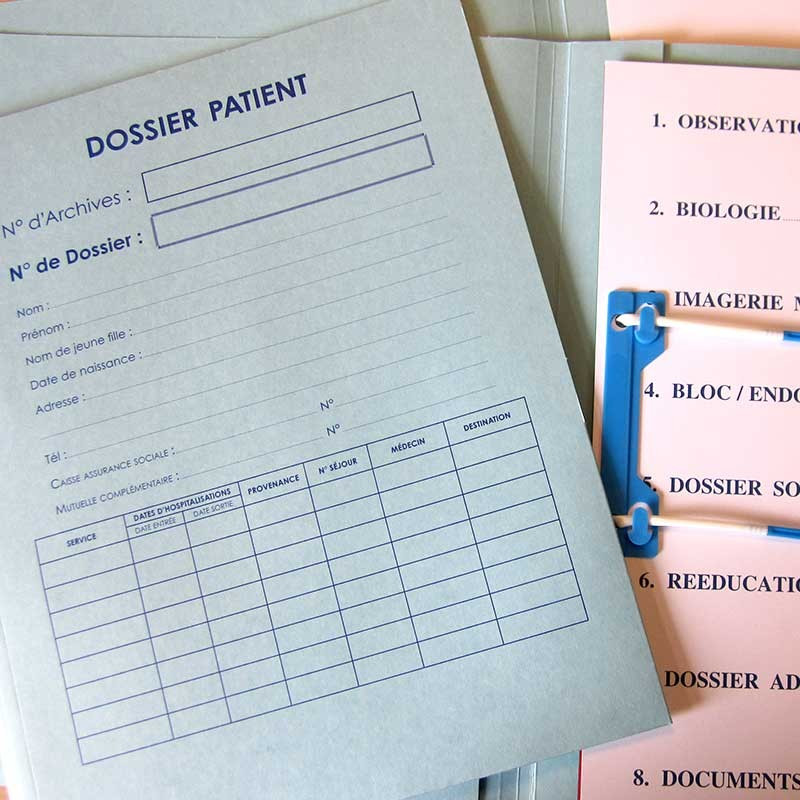 DOSSIER PATIENT
N° d'Archives :
N° de Dossier :
Nom :
Prénom :
Nom de jeune fille :
Date de naissance :
Adresse :
Tél :
CAISSE ASSURANCE SOCIALE : N°
MUTUELLE COMPLÉMENTAIRE : N°
SERVICE DATES D'HOSPITALISATIONS PROVENANCE N° SÉJOUR MÉDECIN DESTINATION
DATE ENTRÉE DATE SORTIE
1. OBSERVATIO
2. BIOLOGIE
IMAGERIE M
4. BLOC / ENDO
5. DOSSIER SO
6. REEDUCATIO
DOSSIER AD
8. DOCUMENTS